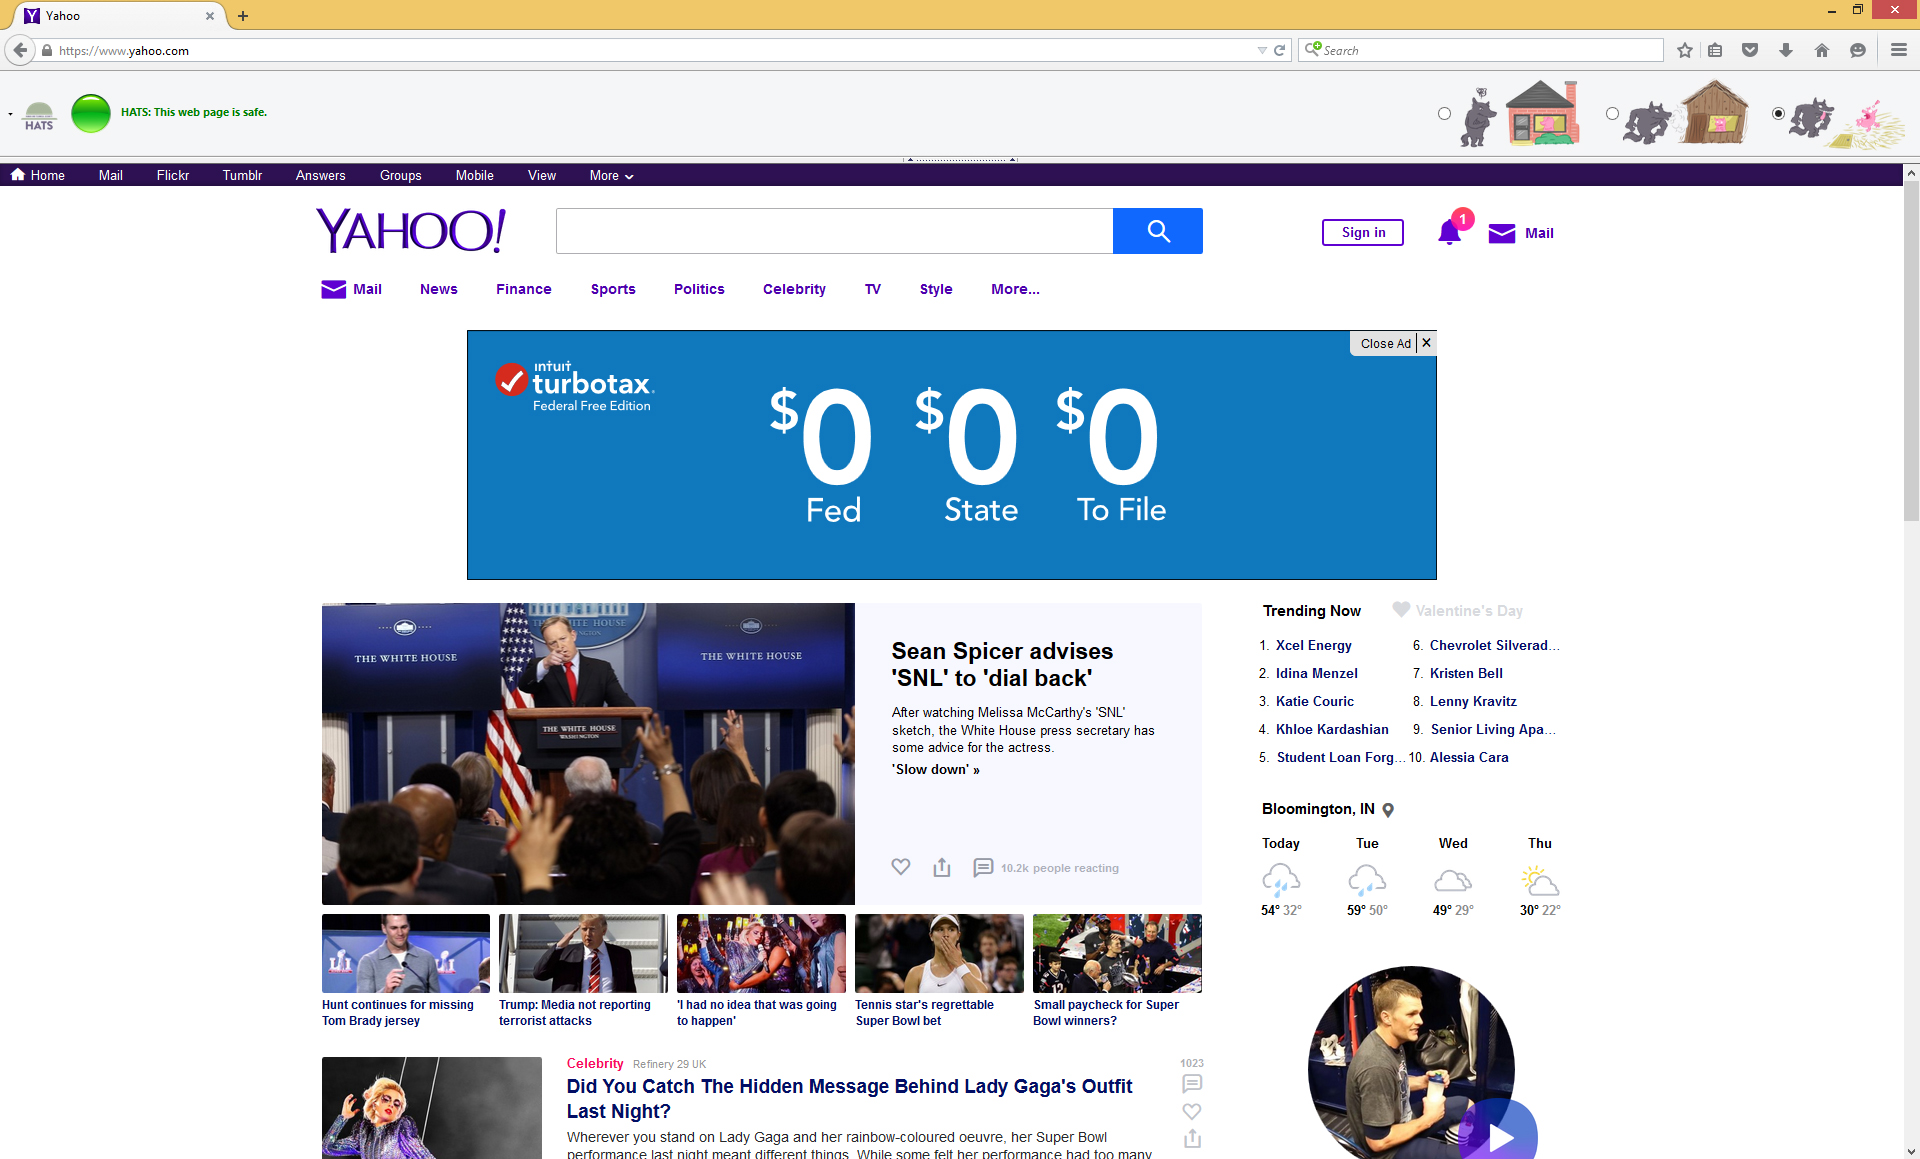 Yahoo
https://www.yahoo.com
Search
HATS
HATS: This web page is safe.
Home Mail Flickr Tumblr Answers Groups Mobile View More
YAHOO!
Sign in
1
Mail
Mail News Finance Sports Politics Celebrity TV Style More...
Close Ad
intuit
turbotax.
Federal Free Edition
$0 $0 $0
Fed State To File
THE WHITE HOUSE
THE WHITE HOUSE
WASHINGTON
THE WHITE HOUSE
THE WHITE HOUSE
WASHINGTON
Sean Spicer advises
'SNL' to 'dial back'
After watching Melissa McCarthy's 'SNL'
sketch, the White House press secretary has
some advice for the actress.
'Slow down' »
10.2k people reacting
Hunt continues for missing
Tom Brady jersey
Trump: Media not reporting
terrorist attacks
'I had no idea that was going
to happen'
Tennis star's regrettable
Super Bowl bet
Small paycheck for Super
Bowl winners?
Celebrity Refinery 29 UK
Did You Catch The Hidden Message Behind Lady Gaga's Outfit
Last Night?
Wherever you stand on Lady Gaga and her rainbow-coloured oeuvre, her Super Bowl
performance last night meant different things. While some felt her performance had too many
1023
Trending Now
Valentine's Day
1. Xcel Energy
2. Idina Menzel
3. Katie Couric
4. Khloe Kardashian
5. Student Loan Forg...
6. Chevrolet Silverad...
7. Kristen Bell
8. Lenny Kravitz
9. Senior Living Apa...
10. Alessia Cara
Bloomington, IN
Today Tue Wed Thu
54° 32° 59° 50° 49° 29° 30° 22°